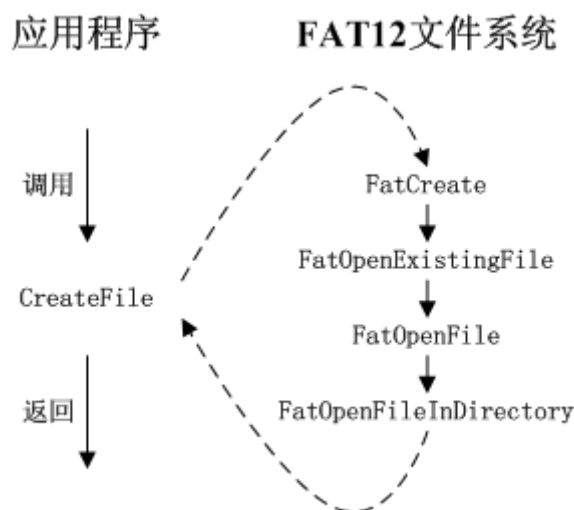 应用程序
FAT12文件系统
调用
FatCreate
FatOpenExistingFile
CreateFile
FatOpenFile
返回
FatOpenFileInDirectory